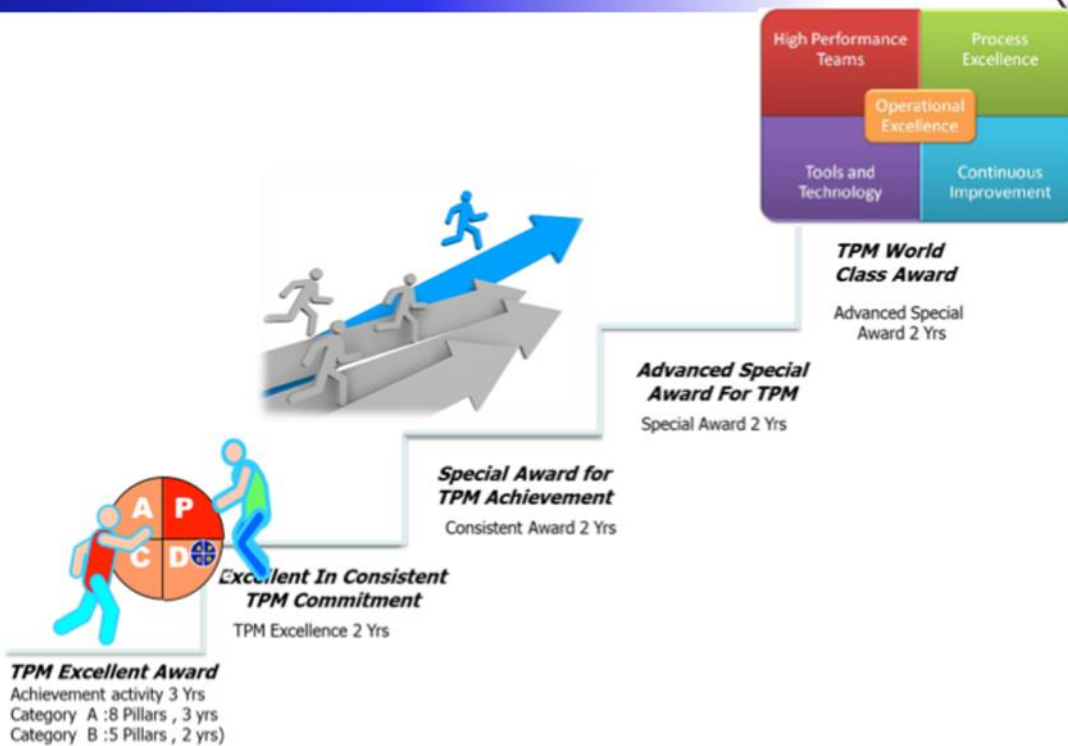 High Performance
Teams
Process
Excellence
Operational
Excellence
Tools and
Technology
Continuous
Improvement
TPM World
Class Award
Advanced Special
Award 2 Yrs
Advanced Special
Award For TPM
Special Award 2 Yrs
Special Award for
TPM Achievement
Consistent Award 2 Yrs
A P
C D
Excellent In Consistent
TPM Commitment
TPM Excellence 2 Yrs
TPM Excellent Award
Achievement activity 3 Yrs
Category A :8 Pillars , 3 yrs
Category B :5 Pillars , 2 yrs)